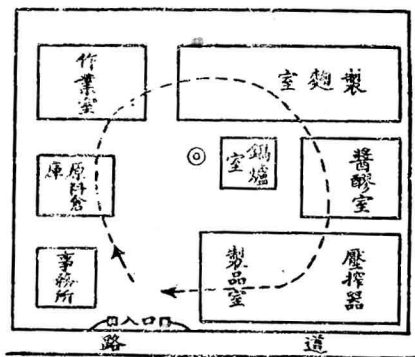 作業室
室麴製
鍋爐
室
醬醪室
原料倉
庫
事務所
製品室
壓搾器
入口
路
道